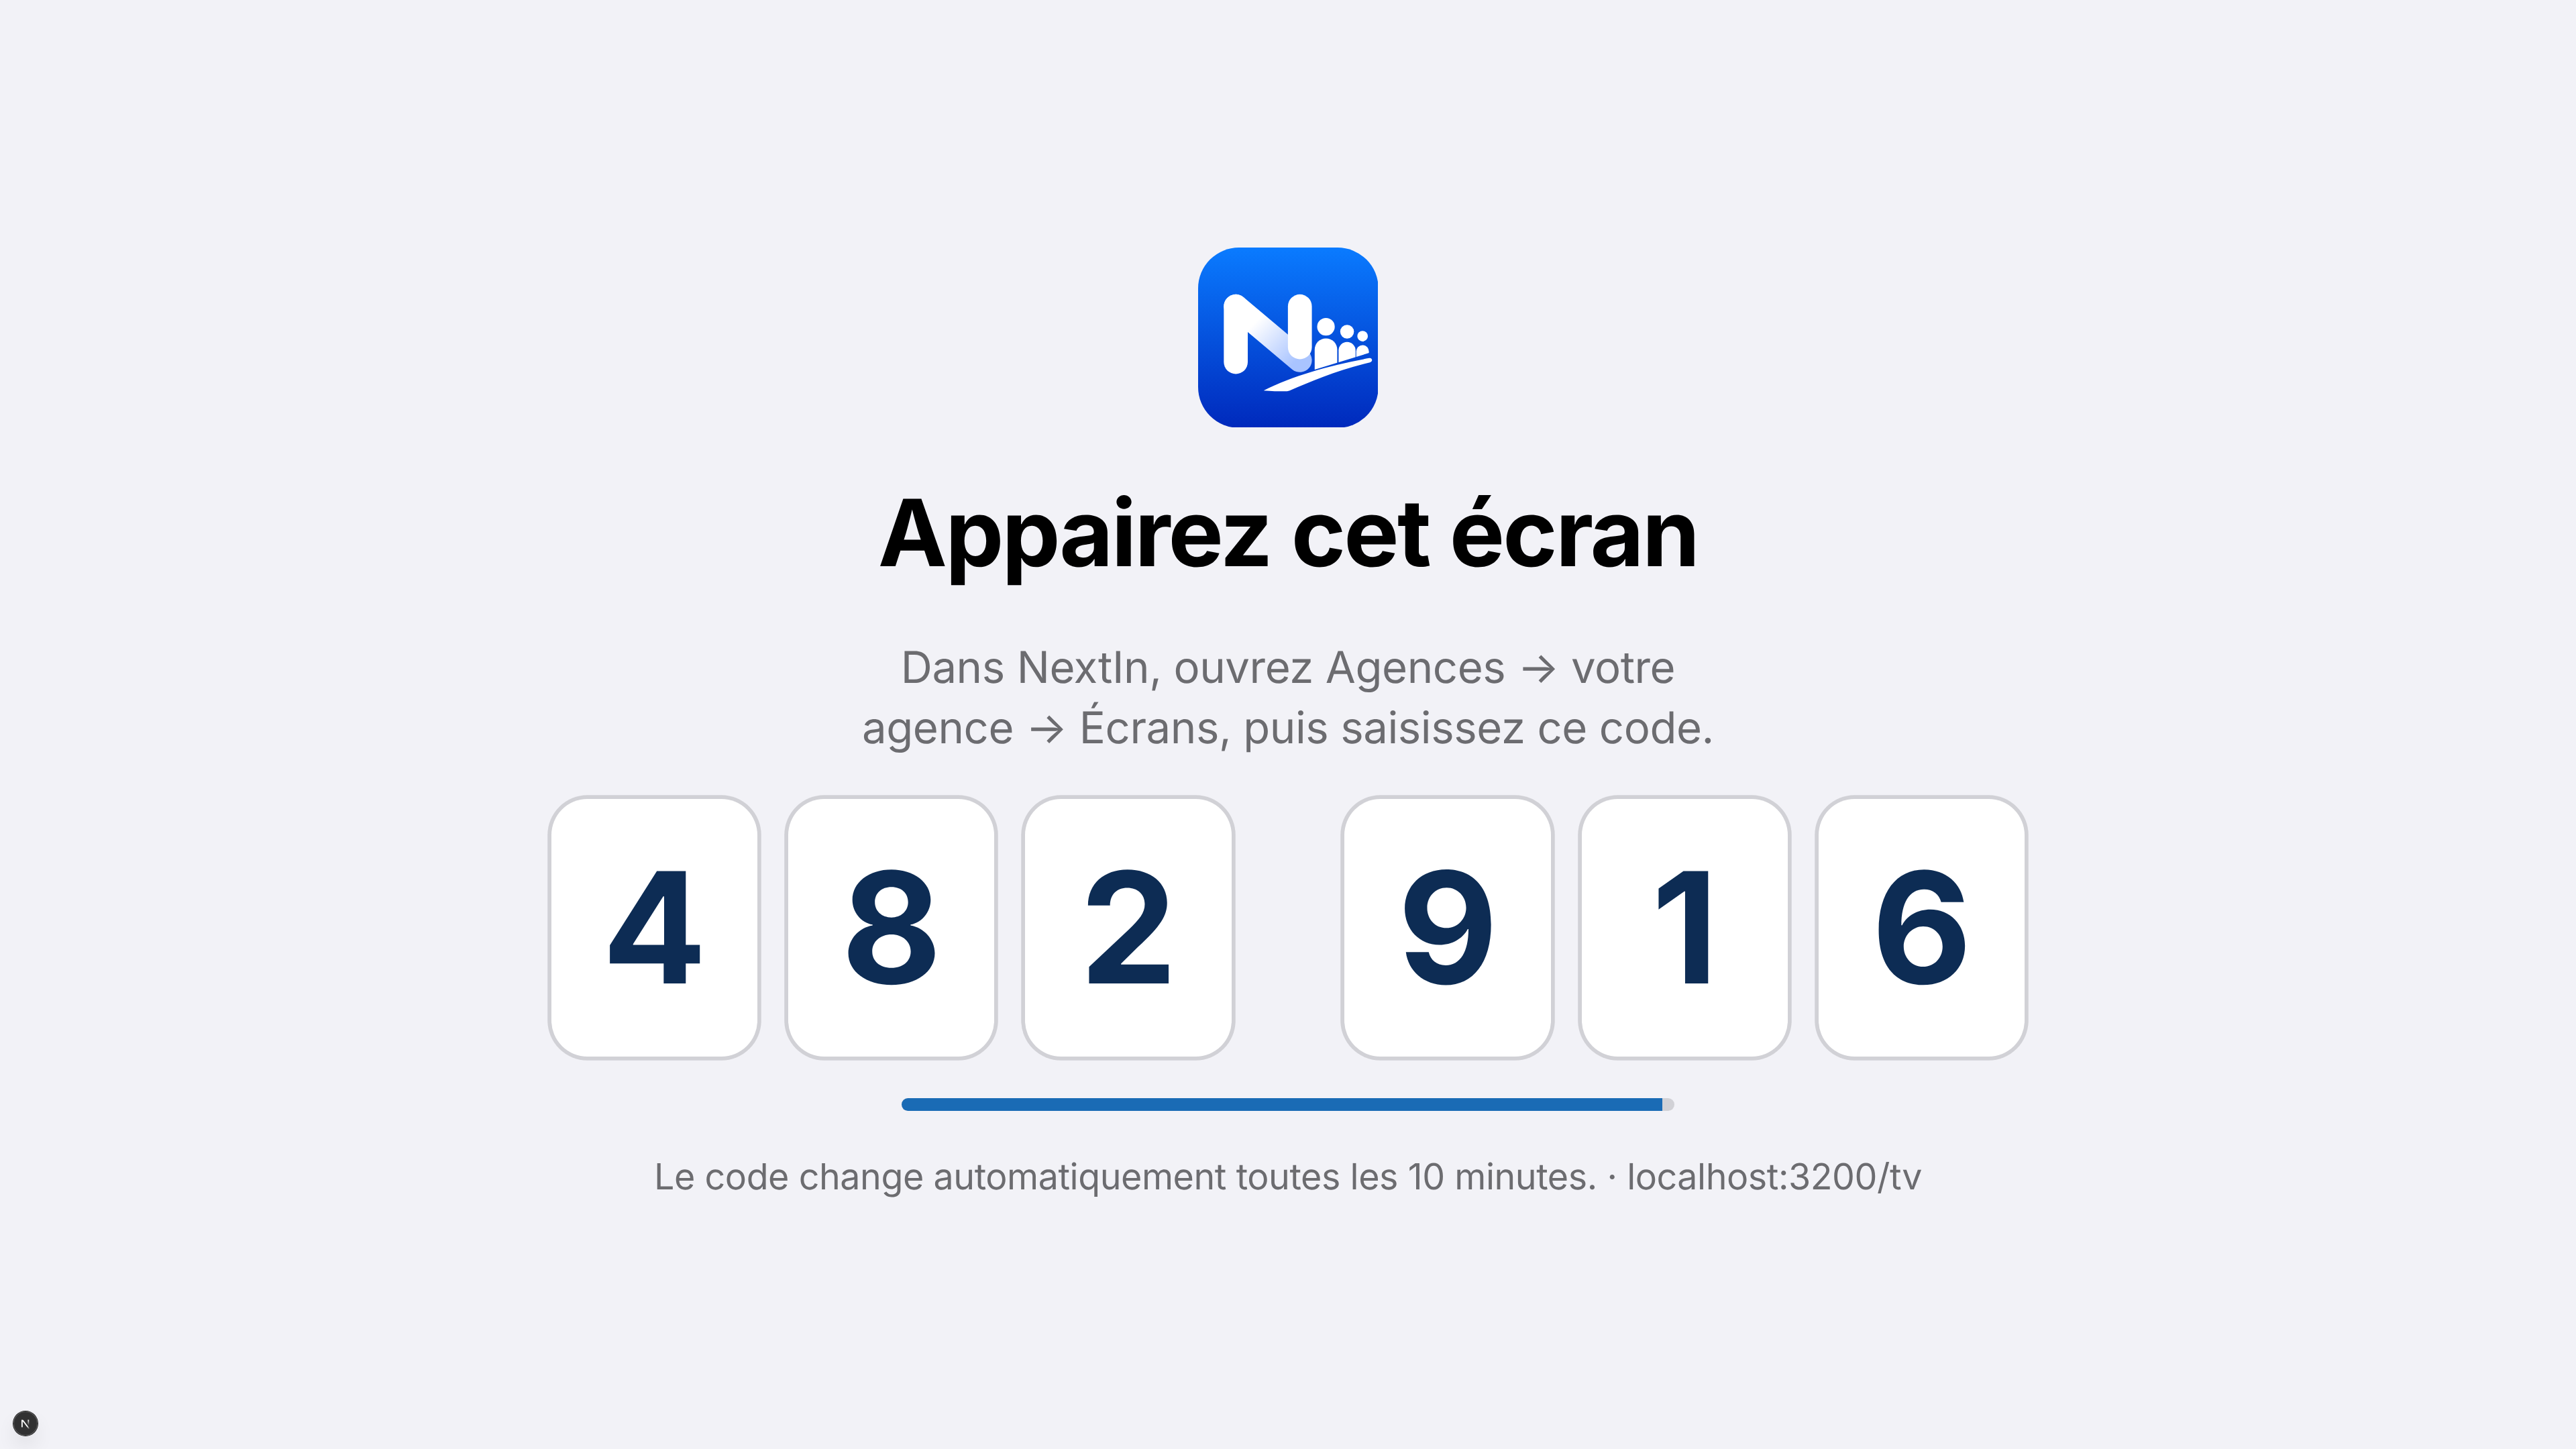 N
Appairez cet écran
Dans NextIn, ouvrez Agences → votre
agence → Écrans, puis saisissez ce code.
4 8 2 9 1 6
Le code change automatiquement toutes les 10 minutes. · localhost:3200/tv
N